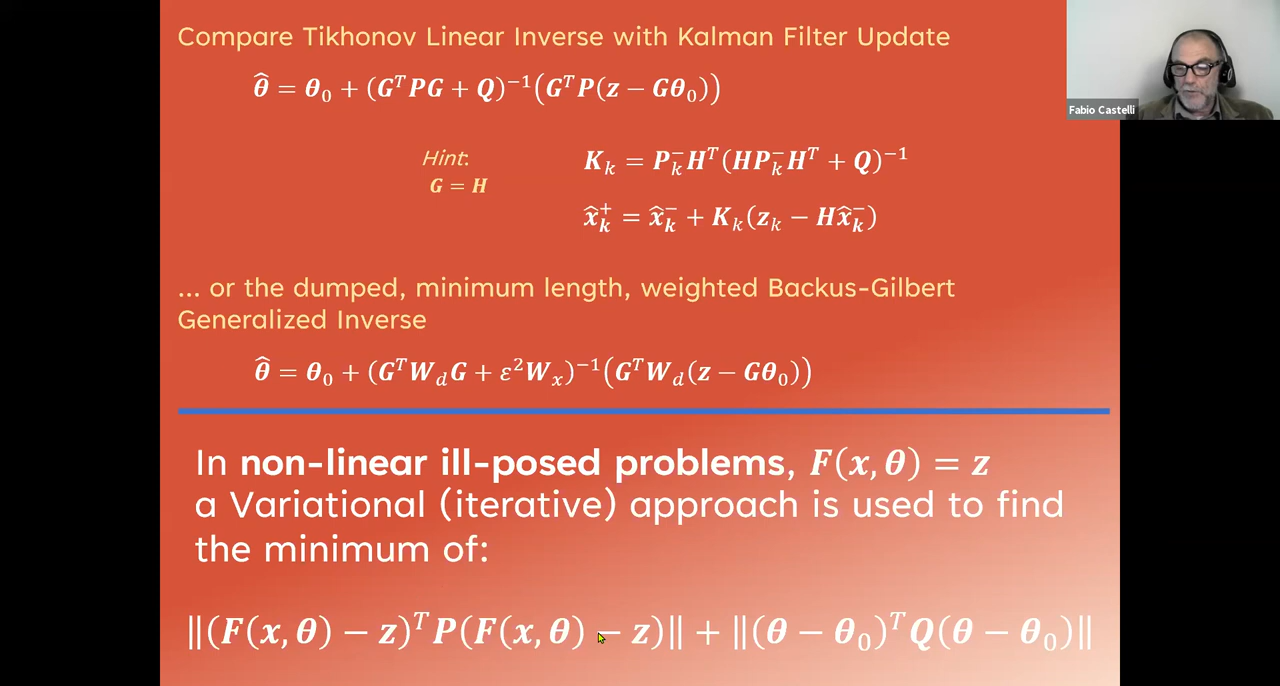 Compare Tikhonov Linear Inverse with Kalman Filter Update
θ̂ = θ₀ + (GᵀPG + Q)⁻¹(GᵀP(z − Gθ₀))
Fabio Castelli
Hint:
G = H
Kₖ = Pₖ⁻Hᵀ(HPₖ⁻Hᵀ + Q)⁻¹
x̂ₖ⁺ = x̂ₖ⁻ + Kₖ(zₖ − Hx̂ₖ⁻)
... or the dumped, minimum length, weighted Backus-Gilbert
Generalized Inverse
θ̂ = θ₀ + (GᵀW_dG + ε²Wₓ)⁻¹(GᵀW_d(z − Gθ₀))
In non-linear ill-posed problems, F(x, θ) = z
a Variational (iterative) approach is used to find
the minimum of:
‖(F(x, θ) − z)ᵀP(F(x, θ) − z)‖ + ‖(θ − θ₀)ᵀQ(θ − θ₀)‖